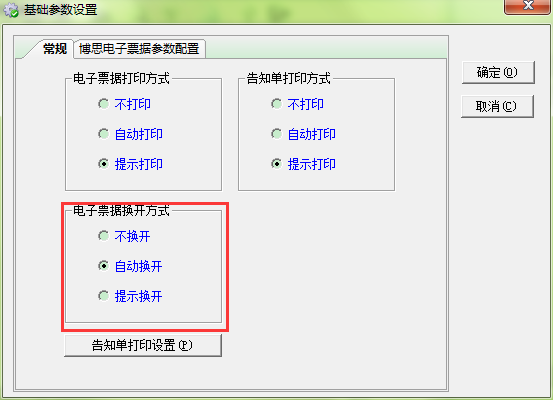 基础参数设置
常规
博思电子票据参数配置
电子票据打印方式
不打印
自动打印
提示打印
告知单打印方式
不打印
自动打印
提示打印
确定(O)
取消(C)
电子票据换开方式
不换开
自动换开
提示换开
告知单打印设置(P)